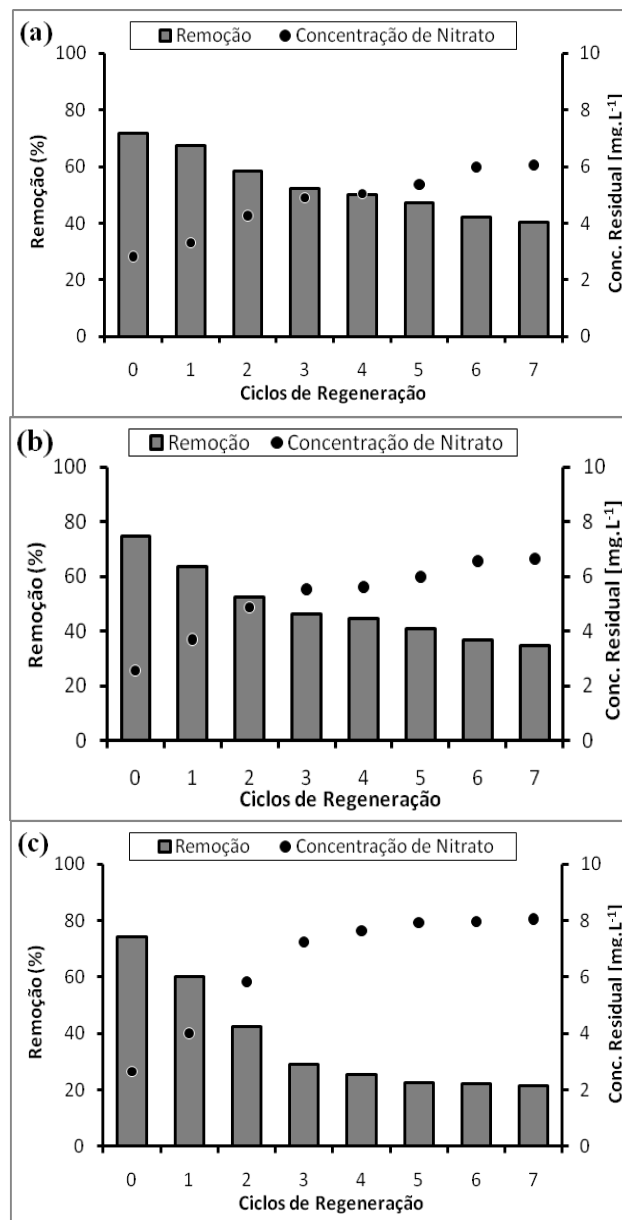 (a)
Remoção Concentração de Nitrato
100 10
80 8
60 6
40 4
20 2
0 0
Remoção (%)
Conc. Residual [mg.L⁻¹]
0 1 2 3 4 5 6 7
Ciclos de Regeneração
(b)
Remoção Concentração de Nitrato
100 10
80 8
60 6
40 4
20 2
0 0
Remoção (%)
Conc. Residual [mg.L⁻¹]
0 1 2 3 4 5 6 7
Ciclos de Regeneração
(c)
Remoção Concentração de Nitrato
100 10
80 8
60 6
40 4
20 2
0 0
Remoção (%)
Conc. Residual [mg.L⁻¹]
0 1 2 3 4 5 6 7
Ciclos de Regeneração